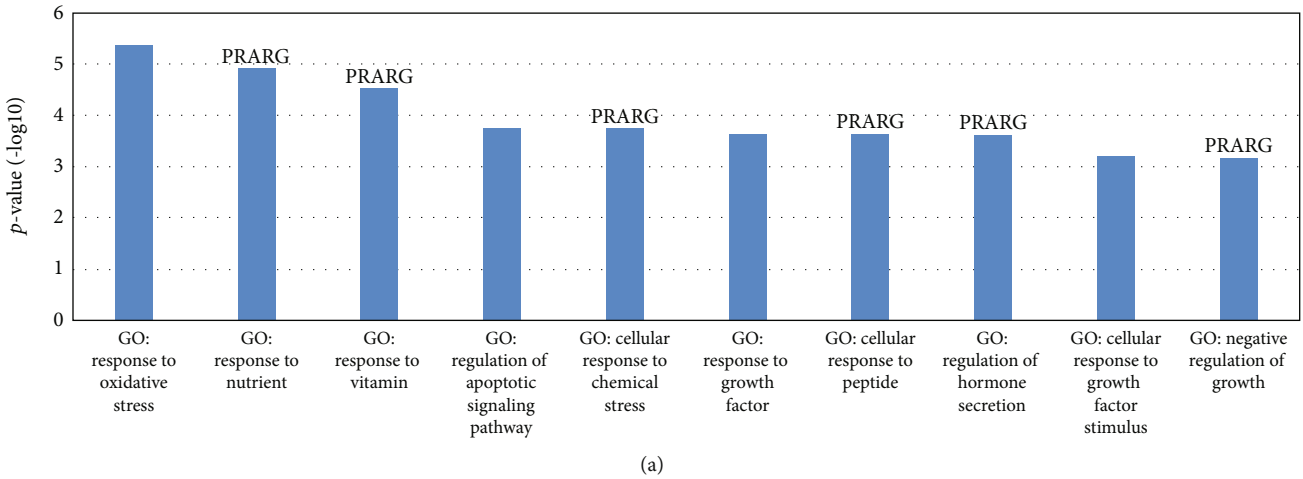 6
5
4
3
2
1
0
p-value (-log10)
PRARG
PRARG
PRARG
PRARG
PRARG
PRARG
GO:
response to
oxidative
stress
GO:
response to
nutrient
GO:
response to
vitamin
GO:
regulation of
apoptotic
signaling
pathway
GO: cellular
response to
chemical
stress
GO:
response to
growth
factor
GO: cellular
response to
peptide
GO:
regulation of
hormone
secretion
GO: cellular
response to
growth
factor
stimulus
GO: negative
regulation of
growth
(a)